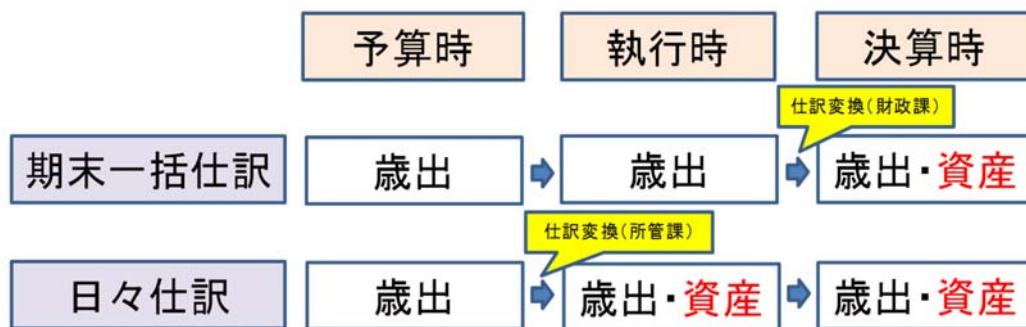 予算時
執行時
決算時
仕訳変換(財政課)
期末一括仕訳
歳出
歳出
歳出・資産
仕訳変換(所管課)
日々仕訳
歳出
歳出・資産
歳出・資産